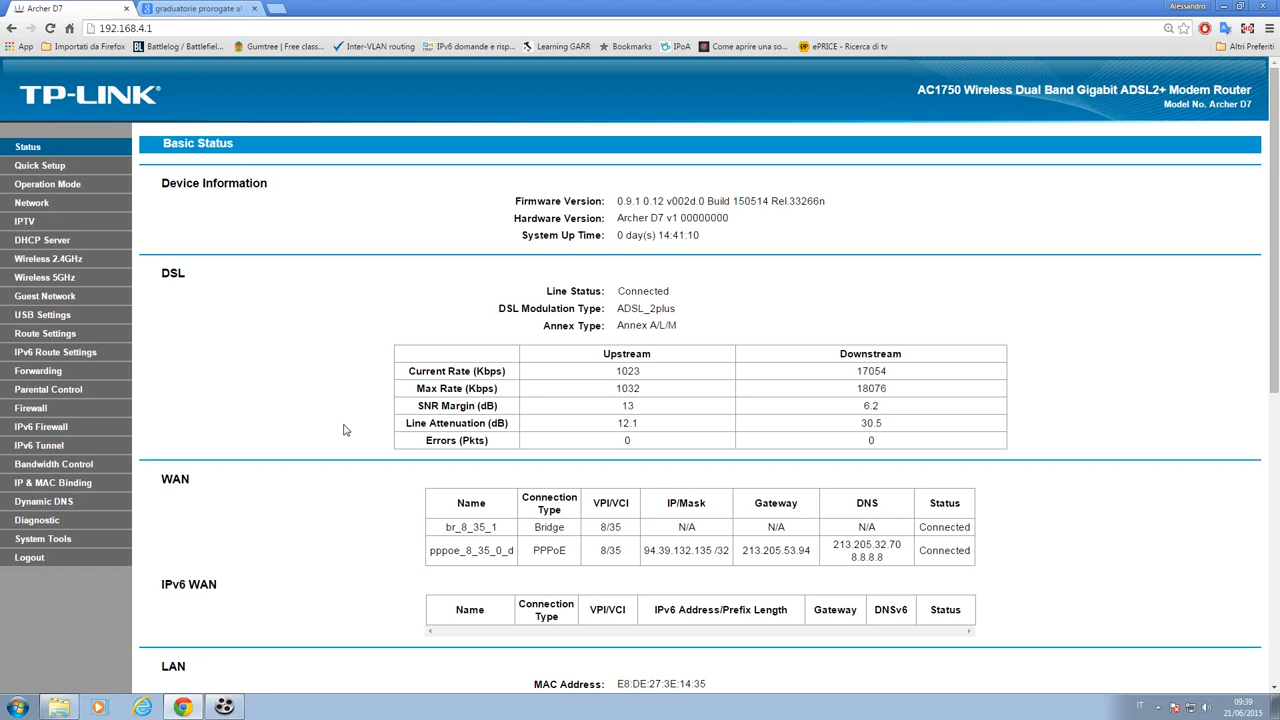 Archer D7
graduatorie prorogate al
Alessandro
192.168.4.1
App
Importati da Firefox
Battlelog / Battlefiel...
Gumtree | Free class...
Inter-VLAN routing
IPv6 domande e risp...
Learning GARR
Bookmarks
IPoA
Come aprire una so...
ePRICE - Ricerca di tv
Altri Preferiti
TP-LINK®
AC1750 Wireless Dual Band Gigabit ADSL2+ Modem Router
Model No. Archer D7
Status
Quick Setup
Operation Mode
Network
IPTV
DHCP Server
Wireless 2.4GHz
Wireless 5GHz
Guest Network
USB Settings
Route Settings
IPv6 Route Settings
Forwarding
Parental Control
Firewall
IPv6 Firewall
IPv6 Tunnel
Bandwidth Control
IP & MAC Binding
Dynamic DNS
Diagnostic
System Tools
Logout
Basic Status
Device Information
Firmware Version: 0.9.1 0.12 v002d.0 Build 150514 Rel.33266n
Hardware Version: Archer D7 v1 00000000
System Up Time: 0 day(s) 14:41:10
DSL
Line Status: Connected
DSL Modulation Type: ADSL_2plus
Annex Type: Annex A/L/M
Upstream Downstream
Current Rate (Kbps) 1023 17054
Max Rate (Kbps) 1032 18076
SNR Margin (dB) 13 6.2
Line Attenuation (dB) 12.1 30.5
Errors (Pkts) 0 0
WAN
Name Connection Type VPI/VCI IP/Mask Gateway DNS Status
br_8_35_1 Bridge 8/35 N/A N/A N/A Connected
pppoe_8_35_0_d PPPoE 8/35 94.39.132.135 /32 213.205.53.94 213.205.32.70 8.8.8.8 Connected
IPv6 WAN
Name Connection Type VPI/VCI IPv6 Address/Prefix Length Gateway DNSv6 Status
LAN
MAC Address: E8:DE:27:3E:14:35
IT
09:39
21/06/2015